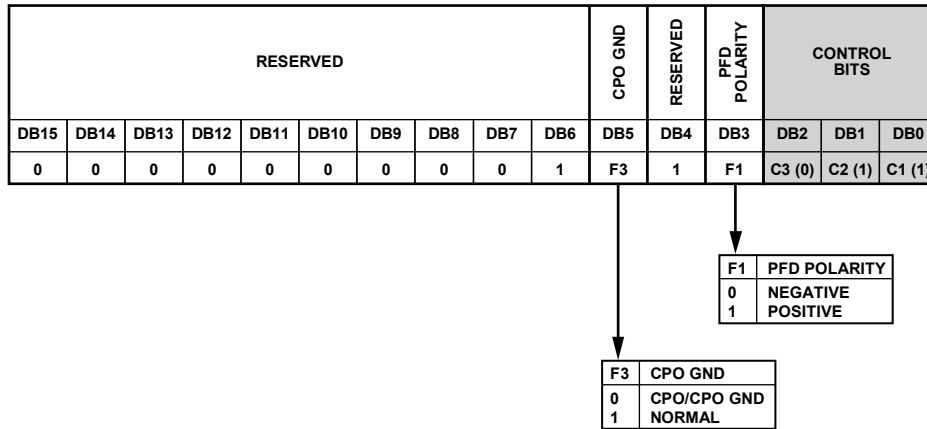 RESERVED CPO GND RESERVED PFD POLARITY CONTROL BITS
DB15 DB14 DB13 DB12 DB11 DB10 DB9 DB8 DB7 DB6 DB5 DB4 DB3 DB2 DB1 DB0
0 0 0 0 0 0 0 0 0 1 F3 1 F1 C3 (0) C2 (1) C1 (1)
F1 PFD POLARITY
0 NEGATIVE
1 POSITIVE
F3 CPO GND
0 CPO/CPO GND
1 NORMAL